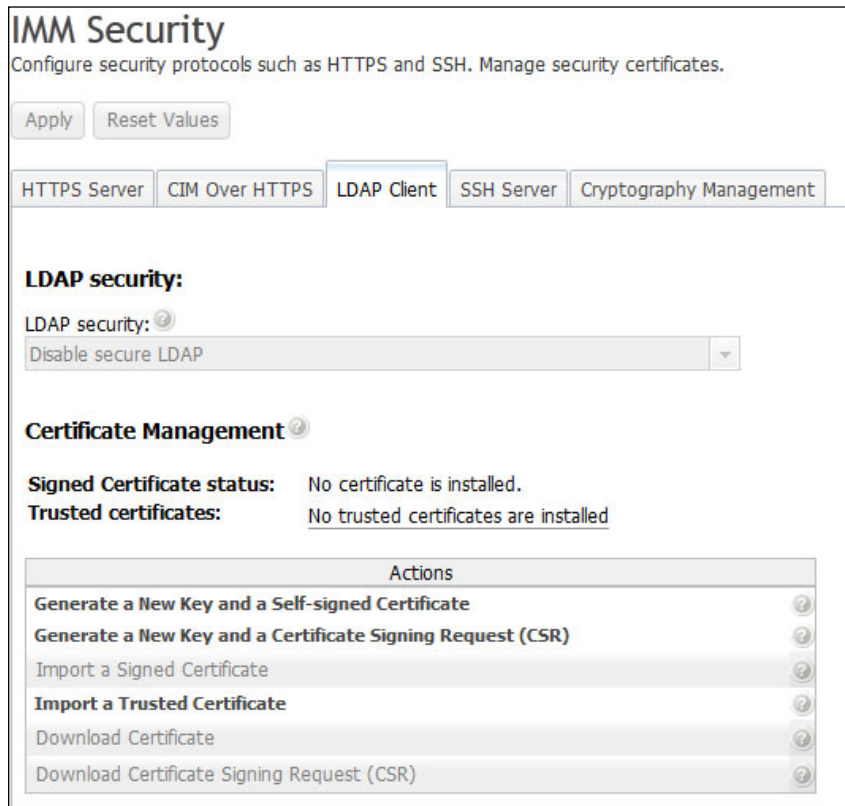 IMM Security
Configure security protocols such as HTTPS and SSH. Manage security certificates.
Apply Reset Values
HTTPS Server CIM Over HTTPS LDAP Client SSH Server Cryptography Management
LDAP security:
LDAP security: ?
Disable secure LDAP
Certificate Management ?
Signed Certificate status: No certificate is installed.
Trusted certificates: No trusted certificates are installed
Actions
Generate a New Key and a Self-signed Certificate ?
Generate a New Key and a Certificate Signing Request (CSR) ?
Import a Signed Certificate ?
Import a Trusted Certificate ?
Download Certificate ?
Download Certificate Signing Request (CSR) ?